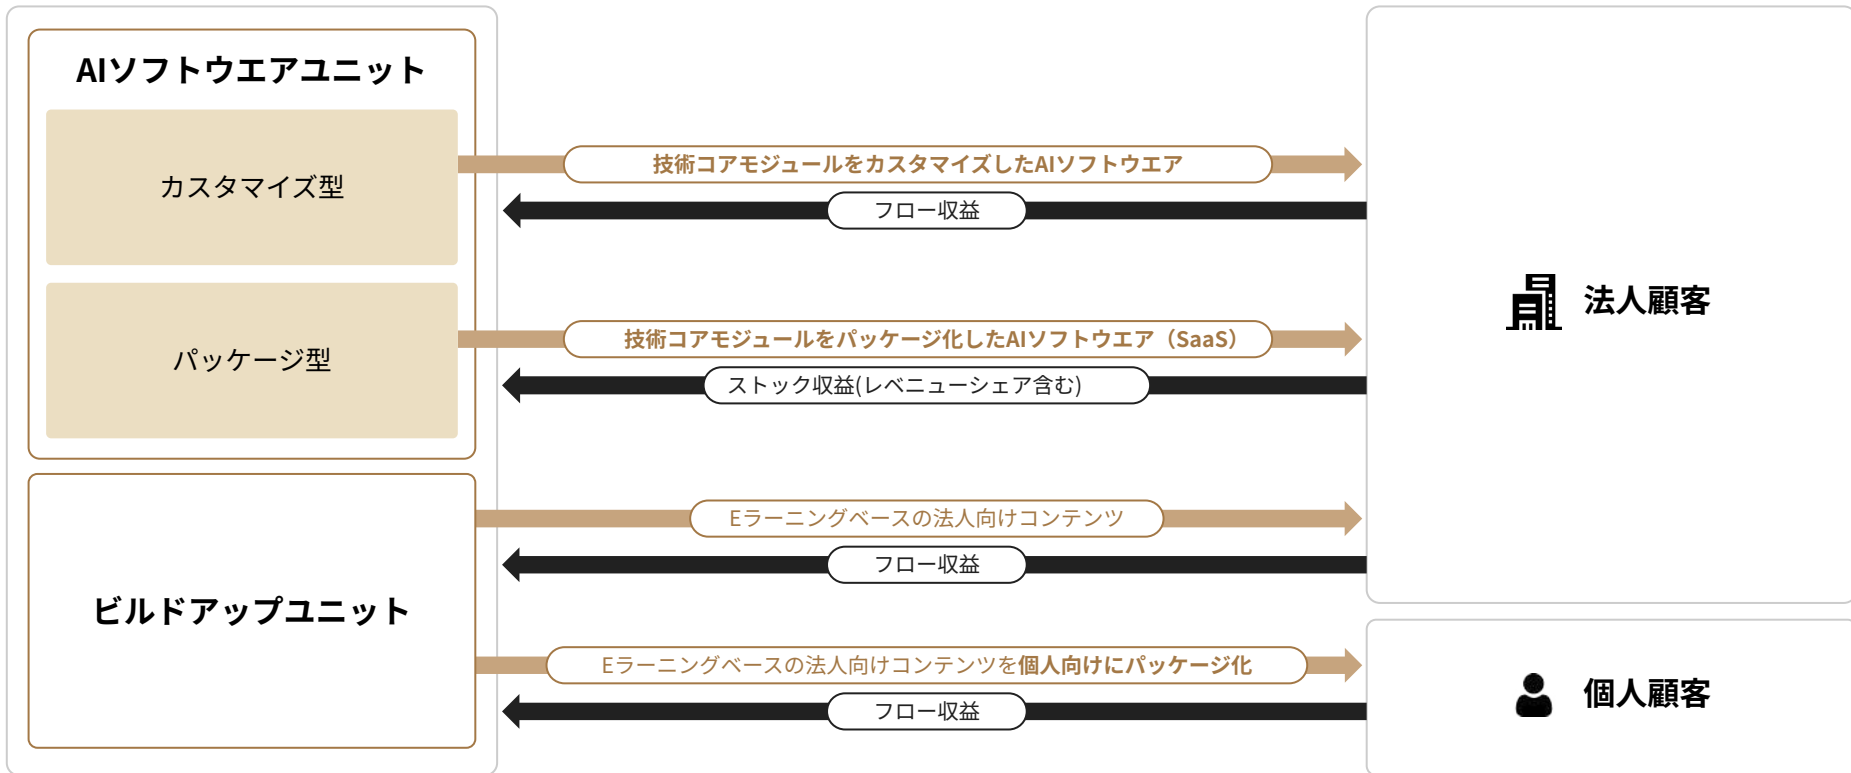 AIソフトウエアユニット
カスタマイズ型
技術コアモジュールをカスタマイズしたAIソフトウエア
フロー収益
パッケージ型
技術コアモジュールをパッケージ化したAIソフトウエア（SaaS）
ストック収益(レベニューシェア含む)
法人顧客
ビルドアップユニット
Eラーニングベースの法人向けコンテンツ
フロー収益
Eラーニングベースの法人向けコンテンツを個人向けにパッケージ化
フロー収益
個人顧客